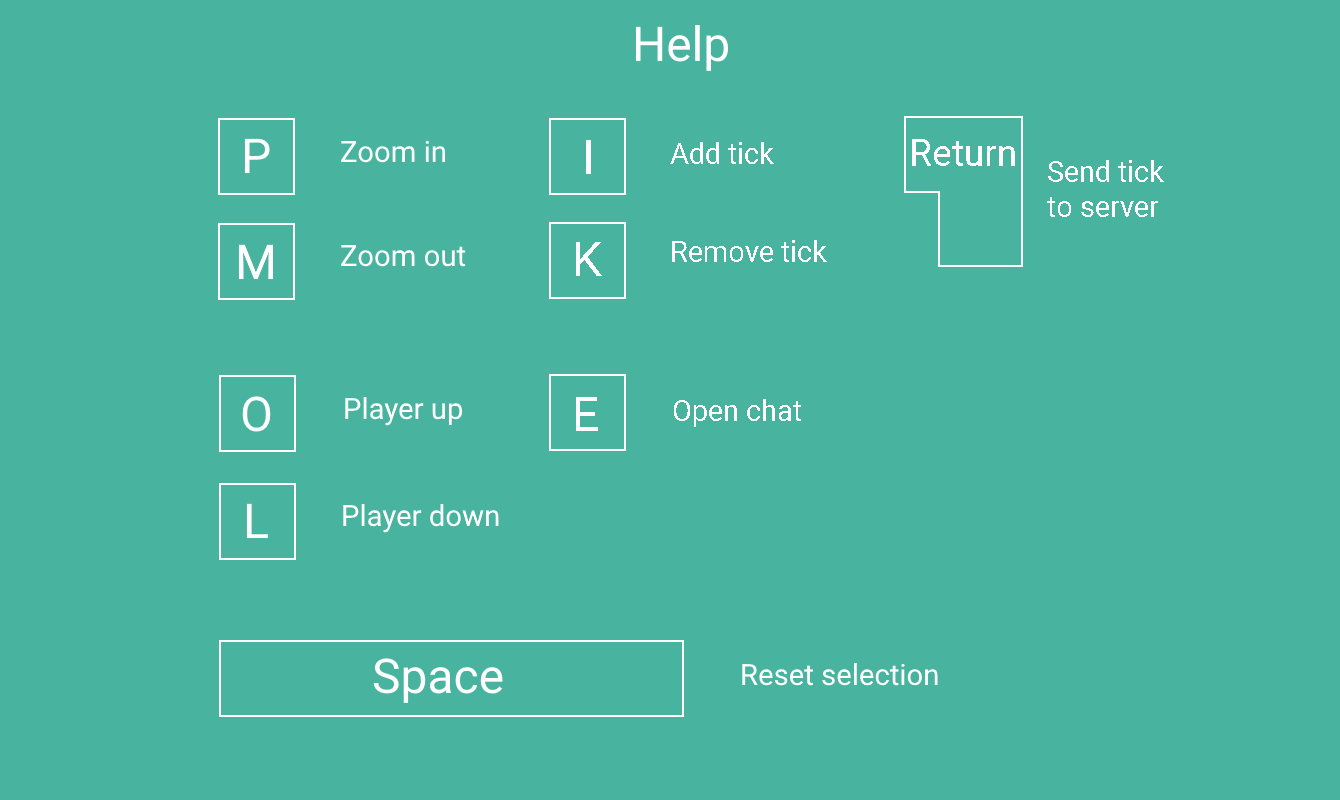 Help
P Zoom in
M Zoom out
I Add tick
K Remove tick
Return Send tick
to server
O Player up
L Player down
E Open chat
Space Reset selection